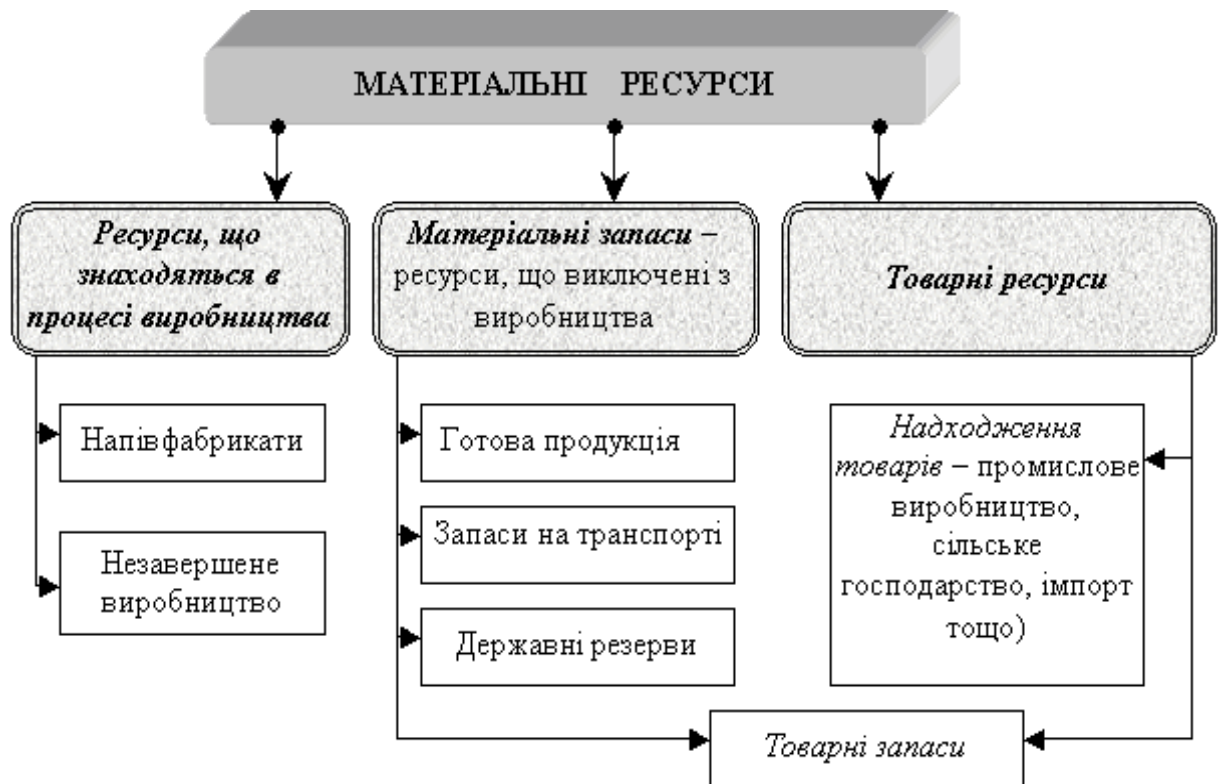 МАТЕРІАЛЬНІ РЕСУРСИ
Ресурси, що
знаходяться в
процесі виробництва
Матеріальні запаси –
ресурси, що виключені з
виробництва
Товарні ресурси
Напівфабрикати
Незавершене
виробництво
Готова продукція
Запаси на транспорті
Державні резерви
Надходження
товарів – промислове
виробництво,
сільське
господарство, імпорт
тощо)
Товарні запаси